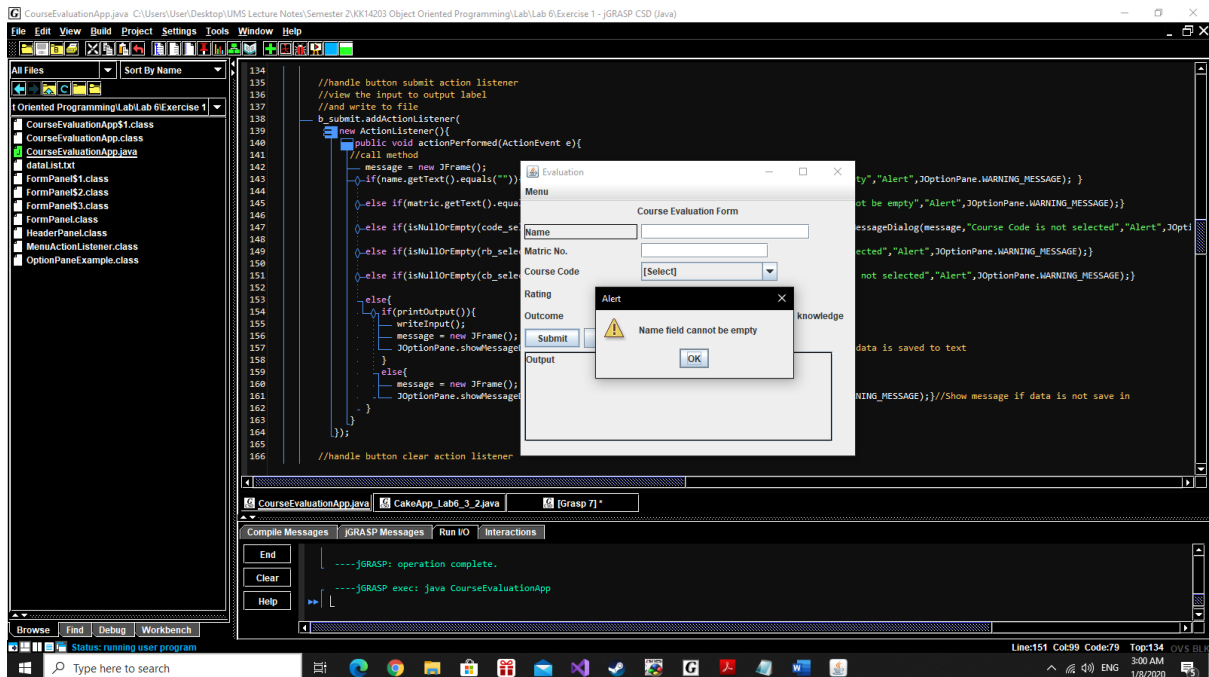 CourseEvaluationApp.java C:\Users\User\Desktop\UMS Lecture Notes\Semester 2\KK14203 Object Oriented Programming\Lab\Lab 6\Exercise 1 - jGRASP CSD (Java)
File Edit View Build Project Settings Tools Window Help
All Files Sort By Name
t Oriented Programming\Lab\Lab 6\Exercise 1
CourseEvaluationApp$1.class
CourseEvaluationApp.class
CourseEvaluationApp.java
dataList.txt
FormPanel$1.class
FormPanel$2.class
FormPanel$3.class
FormPanel.class
HeaderPanel.class
MenuActionListener.class
OptionPaneExample.class
Browse Find Debug Workbench
134
135 //handle button submit action listener
136 //view the input to output label
137 //and write to file
138 b_submit.addActionListener(
139 new ActionListener(){
140 public void actionPerformed(ActionEvent e){
141 //call method
142 message = new JFrame();
143 if(name.getText().equals("")) ty","Alert",JOptionPane.WARNING_MESSAGE); }
144
145 else if(matric.getText().equa ot be empty","Alert",JOptionPane.WARNING_MESSAGE);}
146
147 else if(isNullOrEmpty(code_se essageDialog(message,"Course Code is not selected","Alert",JOpti
148
149 else if(isNullOrEmpty(rb_sele ected","Alert",JOptionPane.WARNING_MESSAGE);}
150
151 else if(isNullOrEmpty(cb_sele not selected","Alert",JOptionPane.WARNING_MESSAGE);}
152
153 else{
154 if(printOutput()){
155 writeInput();
156 message = new JFrame();
157 JOptionPane.showMessage data is saved to text
158 }
159 else{
160 message = new JFrame();
161 JOptionPane.showMessage NING_MESSAGE);}//Show message if data is not save in
162 }
163 }
164 });
165
166 //handle button clear action listener
Evaluation
Menu
Course Evaluation Form
Name
Matric No.
Course Code [Select]
Rating
Outcome knowledge
Submit
Output
Alert
Name field cannot be empty
OK
CourseEvaluationApp.java CakeApp_Lab6_3_2.java [Grasp 7] *
Compile Messages jGRASP Messages Run I/O Interactions
End
Clear
Help
----jGRASP: operation complete.
----jGRASP exec: java CourseEvaluationApp
Status: running user program
Line:151 Col:99 Code:79 Top:134 OVS BLK
Type here to search
ENG
3:00 AM
1/8/2020
5